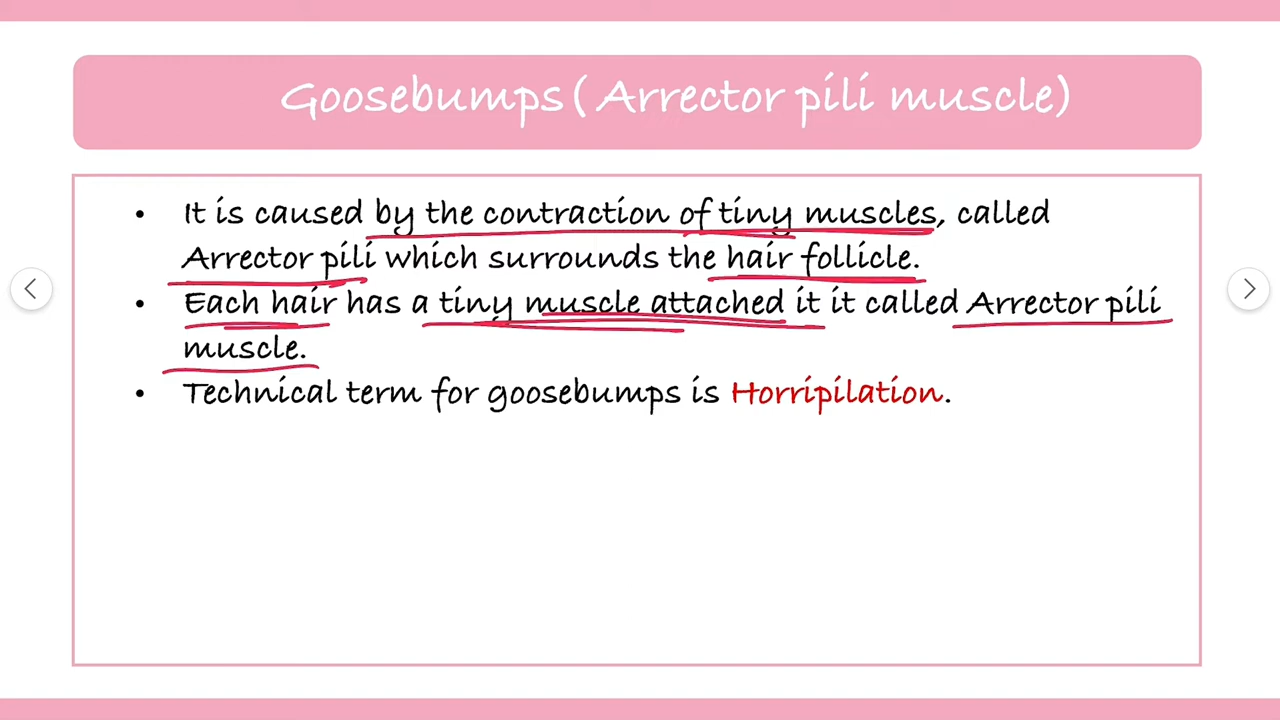 Goosebumps( Arrector pili muscle)
• It is caused by the contraction of tiny muscles, called
Arrector pili which surrounds the hair follicle.
• Each hair has a tiny muscle attached it it called Arrector pili
muscle.
• Technical term for goosebumps is Horripilation.